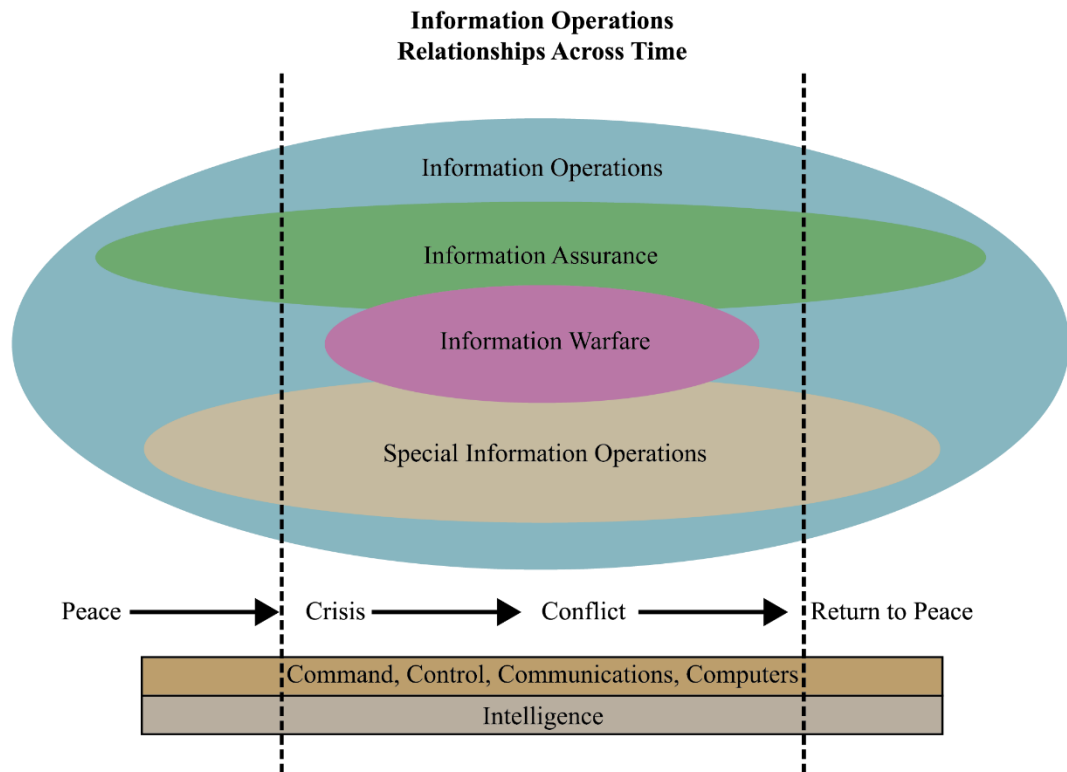 Information Operations
Relationships Across Time
Information Operations
Information Assurance
Information Warfare
Special Information Operations
Peace Crisis Conflict Return to Peace
Command, Control, Communications, Computers
Intelligence